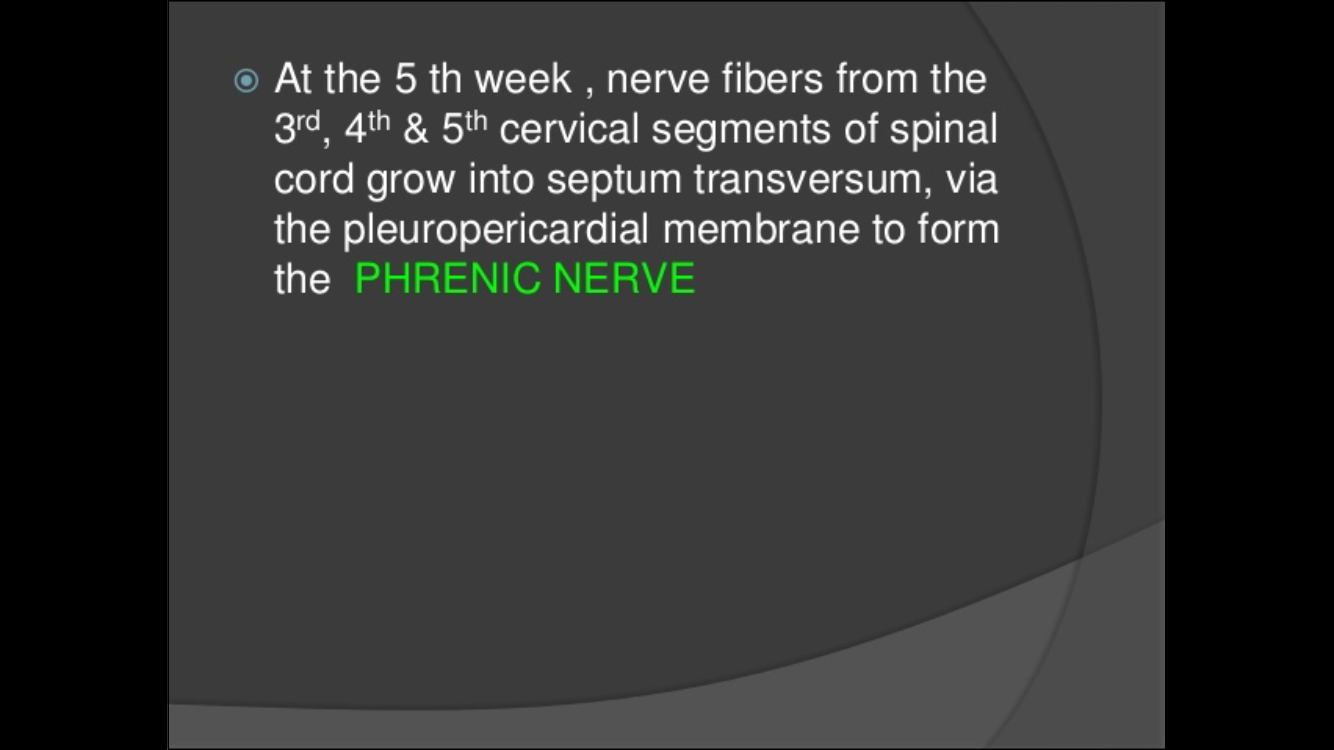 At the 5 th week , nerve fibers from the
3rd, 4th & 5th cervical segments of spinal
cord grow into septum transversum, via
the pleuropericardial membrane to form
the PHRENIC NERVE